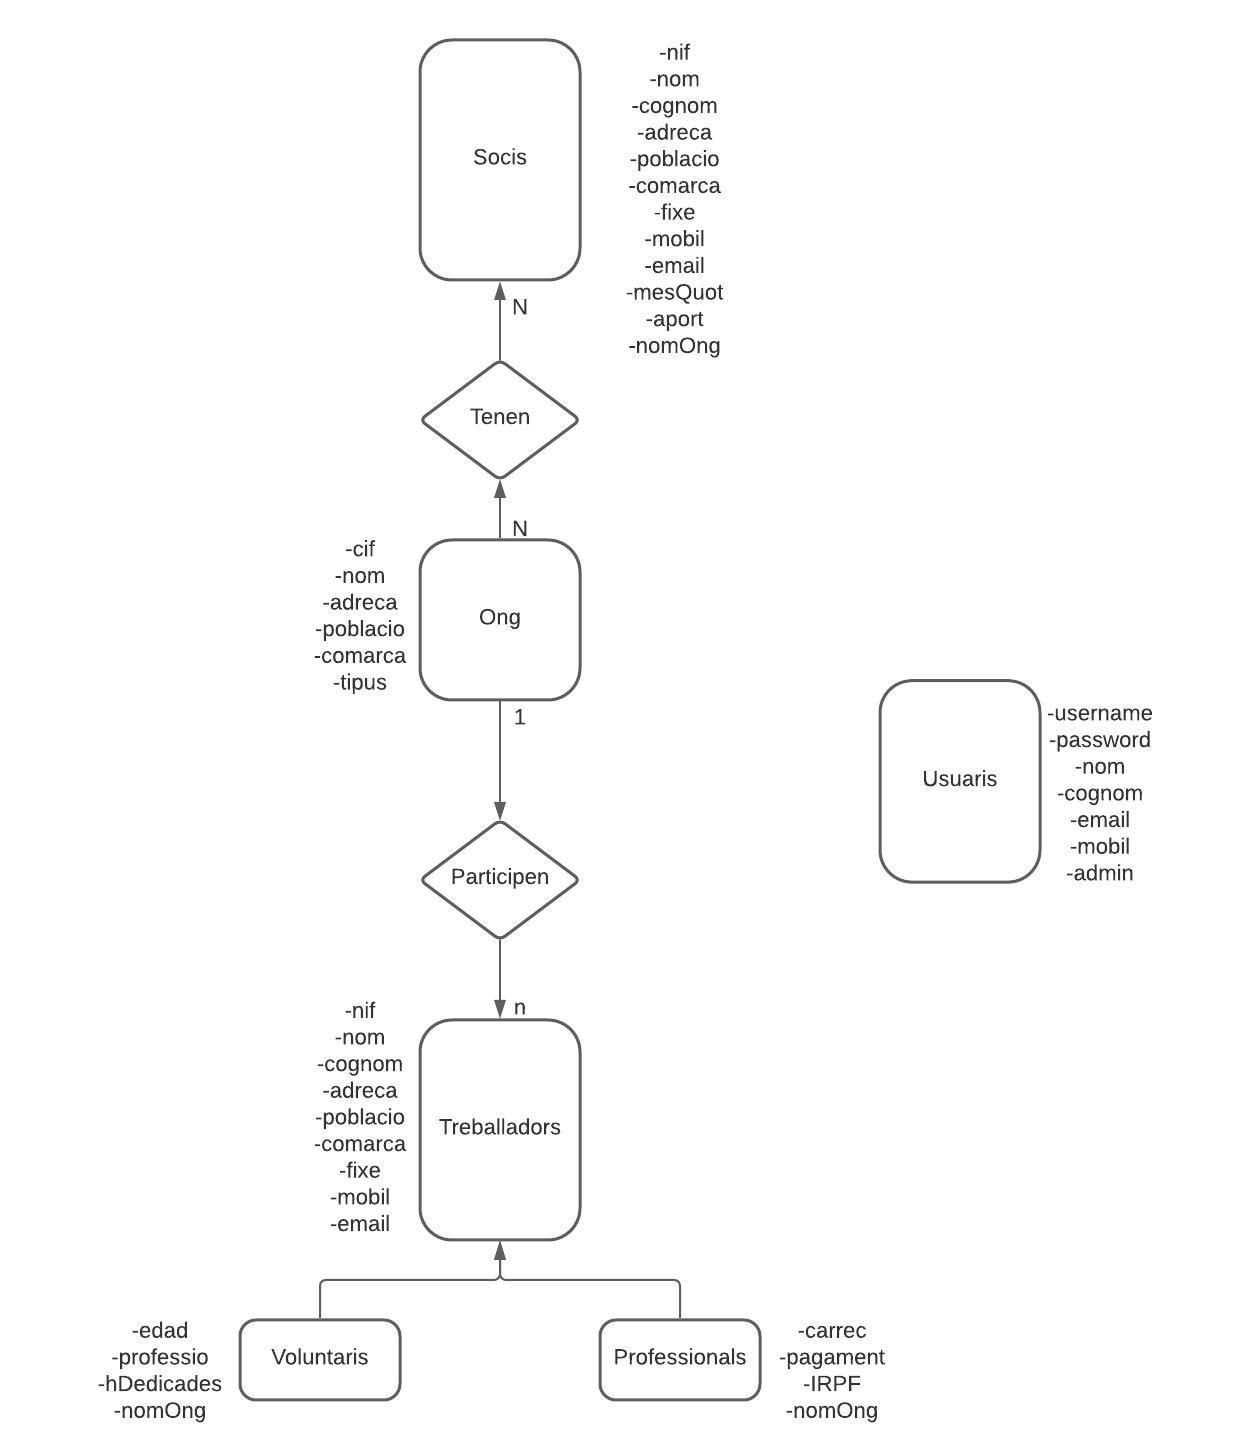 Socis
-nif
-nom
-cognom
-adreca
-poblacio
-comarca
-fixe
-mobil
-email
-mesQuot
-aport
-nomOng
N
Tenen
N
-cif
-nom
-adreca
-poblacio
-comarca
-tipus
Ong
1
Usuaris
-username
-password
-nom
-cognom
-email
-mobil
-admin
Participen
n
-nif
-nom
-cognom
-adreca
-poblacio
-comarca
-fixe
-mobil
-email
Treballadors
-edad
-professio
-hDedicades
-nomOng
Voluntaris
Professionals
-carrec
-pagament
-IRPF
-nomOng